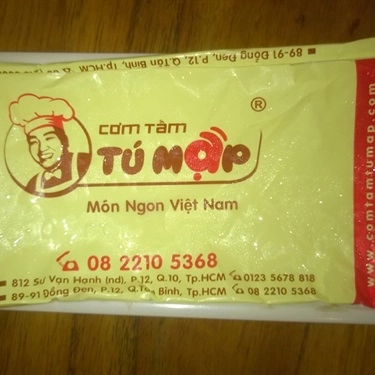 89-91 Đồng Đen, P.12, Q.Tân Bình, Tp.HCM
®
CƠM TẤM
TÚ MẬP
Món Ngon Việt Nam
08 2210 5368
812 Sư Vạn Hạnh (nd), P.12, Q.10, Tp.HCM 0123 5678 818
89-91 Đồng Đen, P.12, Q.Tân Bình, Tp.HCM 08 2210 5368
www.comtamtumap.com